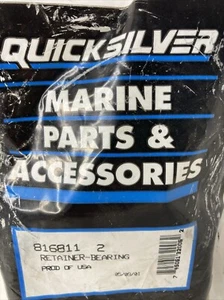 QUICKSILVER
MARINE
PARTS &
ACCESSORIES
816811 2
RETAINER-BEARING
PROD OF USA